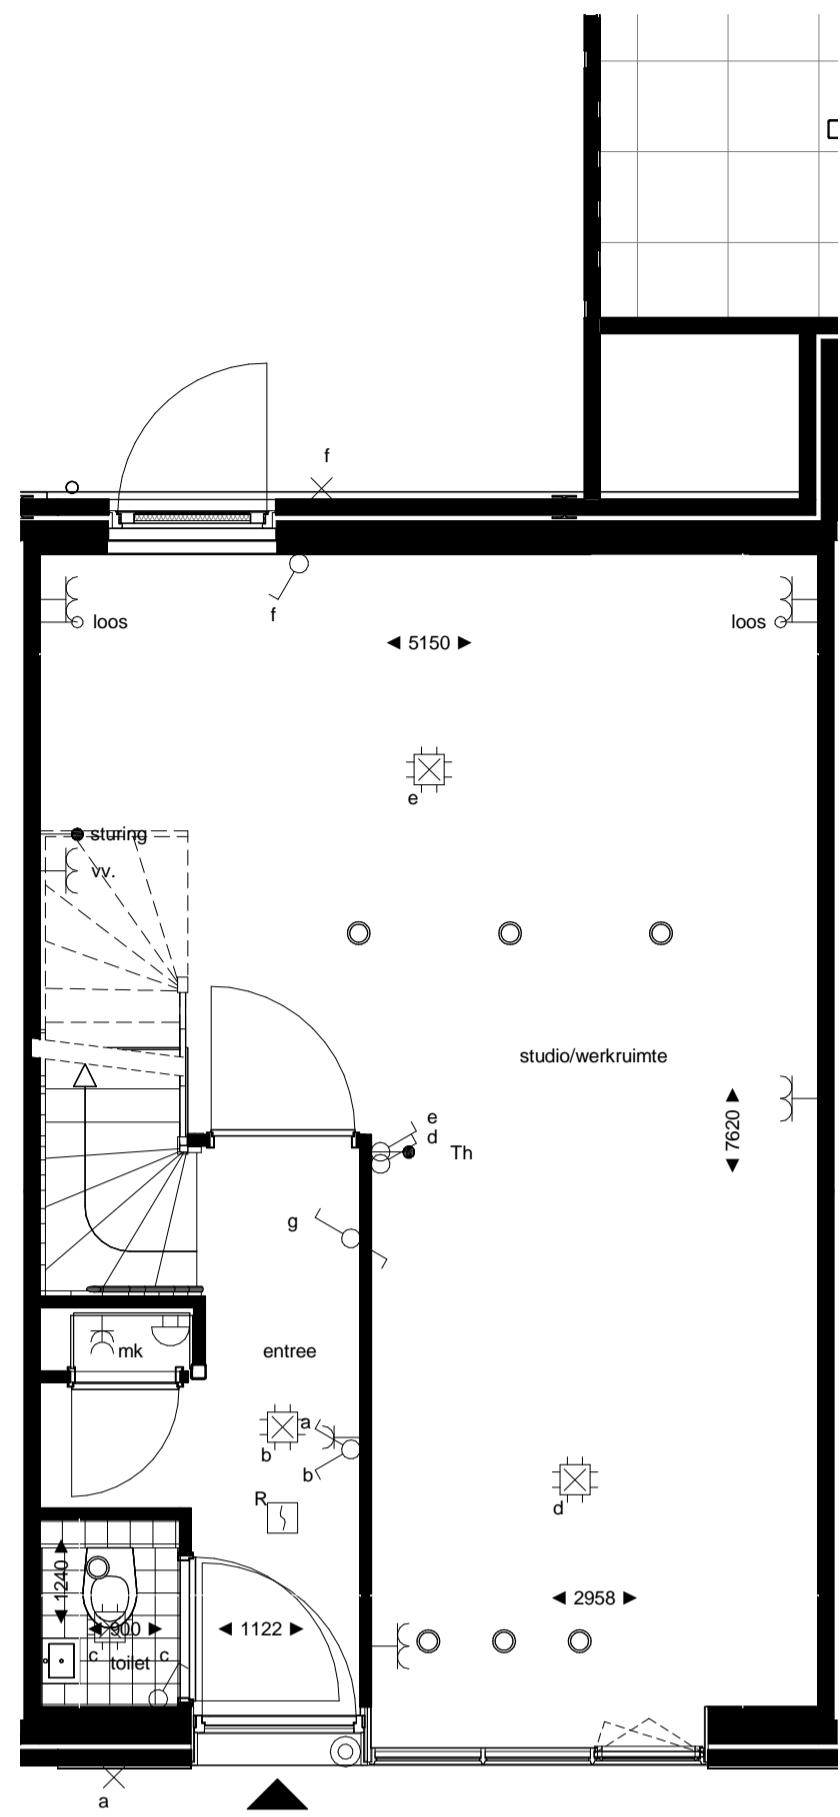 f
f
loos
loos
5150
e
sturing
vv.
studio/werkruimte
e
d
Th
7620
g
mk
entree
a
b
b
R
d
1240
2958
900
1122
c
toilet
c
a